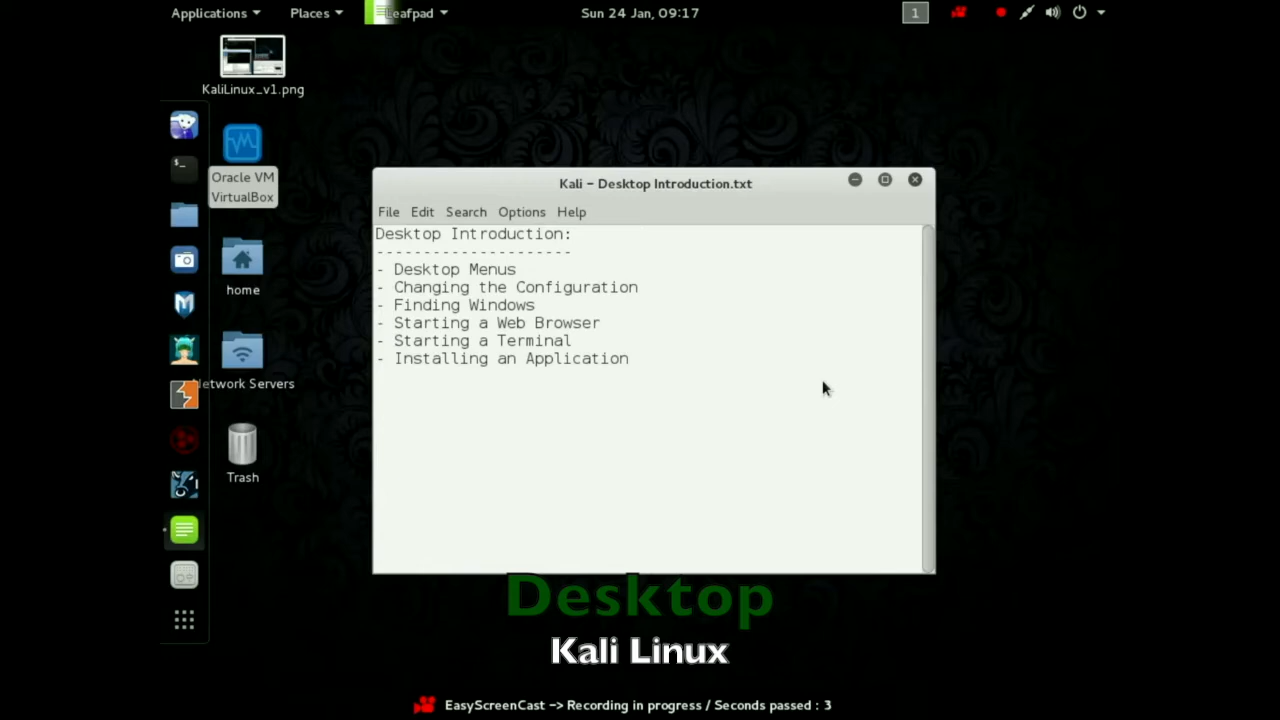 Applications Places Leafpad Sun 24 Jan, 09:17 1
KaliLinux_v1.png
$_
Oracle VM
VirtualBox
home
Network Servers
Trash
Kali - Desktop Introduction.txt
File Edit Search Options Help
Desktop Introduction:
---------------------
- Desktop Menus
- Changing the Configuration
- Finding Windows
- Starting a Web Browser
- Starting a Terminal
- Installing an Application
Desktop
Kali Linux
EasyScreenCast -> Recording in progress / Seconds passed : 3